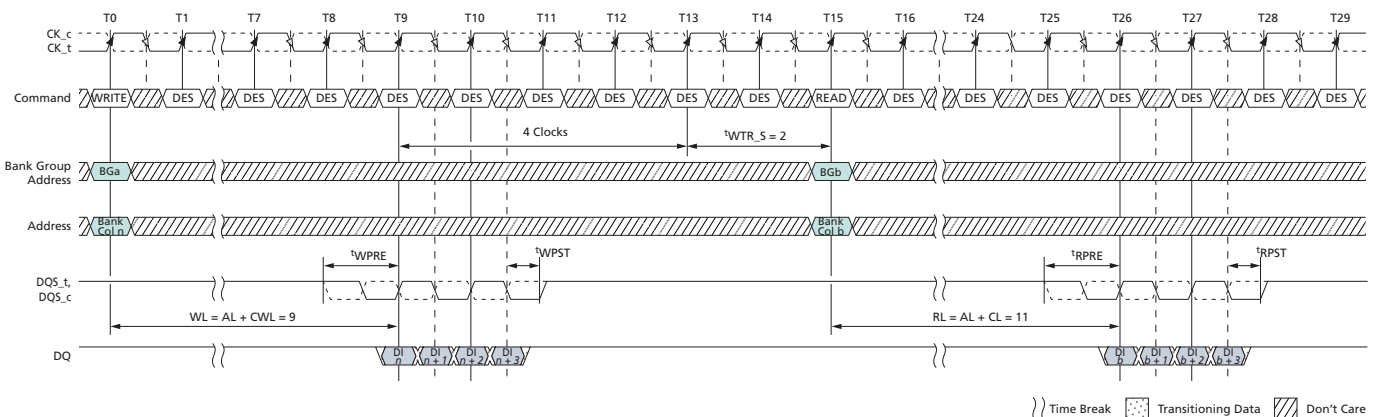 T0 T1 T7 T8 T9 T10 T11 T12 T13 T14 T15 T16 T24 T25 T26 T27 T28 T29
CK_c
CK_t
Command WRITE DES DES DES DES DES DES DES DES DES READ DES DES DES DES DES DES DES
4 Clocks tWTR_S = 2
Bank Group
Address
BGa BGb
Address
Bank
Col n
Bank
Col b
tWPRE tWPST tRPRE tRPST
DQS_t,
DQS_c
WL = AL + CWL = 9 RL = AL + CL = 11
DQ
DI DI DI DI DI DI DI DI
n n + 1 n + 2 n + 3 b b + 1 b + 2 b + 3
Time Break Transitioning Data Don't Care